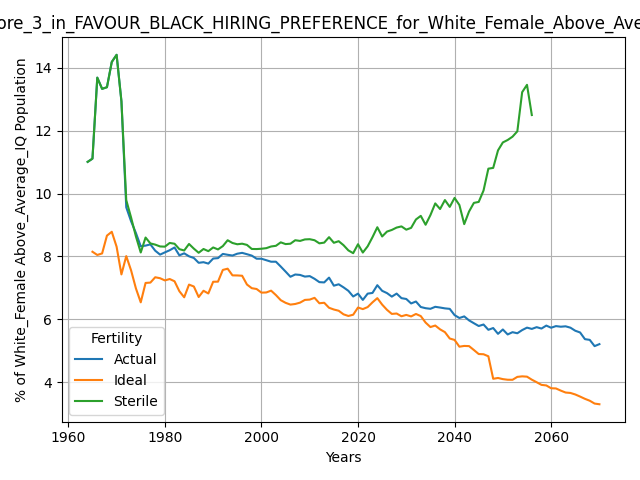 ore_3_in_FAVOUR_BLACK_HIRING_PREFERENCE_for_White_Female_Above_Ave
% of White_Female Above_Average_IQ Population
14
12
10
8
6
4
Fertility
Actual
Ideal
Sterile
1960
1980
2000
2020
2040
2060
Years